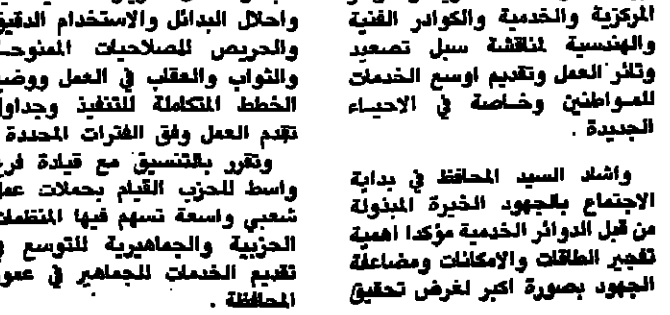 المركزية والخدمية والكوادر الفنية
والهندسية لمناقشة سبل تصعيد
وتائر العمل وتقديم اوسع الخدمات
للمواطنين وخاصة في الاحياء
الجديدة .
واشاد السيد المحافظ في بداية
الاجتماع بالجهود الخيرة المبذولة
من قبل الدوائر الخدمية مؤكدا اهمية
تفجير الطاقات والامكانات ومضاعفة
الجهود بصورة اكبر لغرض تحقيق
واحلال البدائل والاستخدام الدقيق
والحريص للصلاحيات الممنوحة
والثواب والعقاب في العمل ووضع
الخطط المتكاملة للتنفيذ وجداول
تقدم العمل وفق الفترات المحددة
وتقرر بالتنسيق مع قيادة فرع
واسط للحزب القيام بحملات عمل
شعبي واسعة تسهم فيها المنظمات
الحزبية والجماهيرية للتوسع في
تقديم الخدمات للجماهير في عموم
المحافظة .